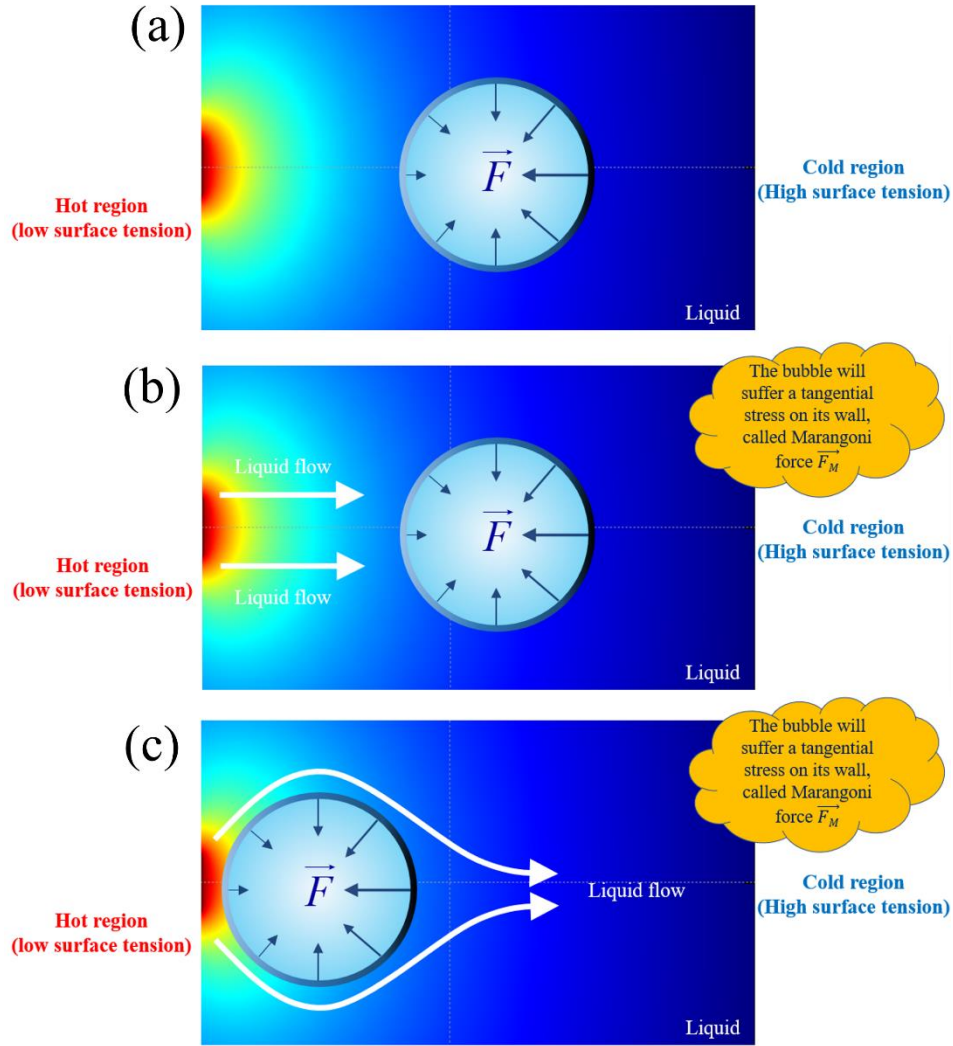 (a)
F
Hot region
(low surface tension)
Cold region
(High surface tension)
Liquid
(b)
The bubble will
suffer a tangential
stress on its wall,
called Marangoni
force F_M
Liquid flow
F
Hot region
(low surface tension)
Liquid flow
Cold region
(High surface tension)
Liquid
(c)
The bubble will
suffer a tangential
stress on its wall,
called Marangoni
force F_M
F
Liquid flow
Hot region
(low surface tension)
Cold region
(High surface tension)
Liquid